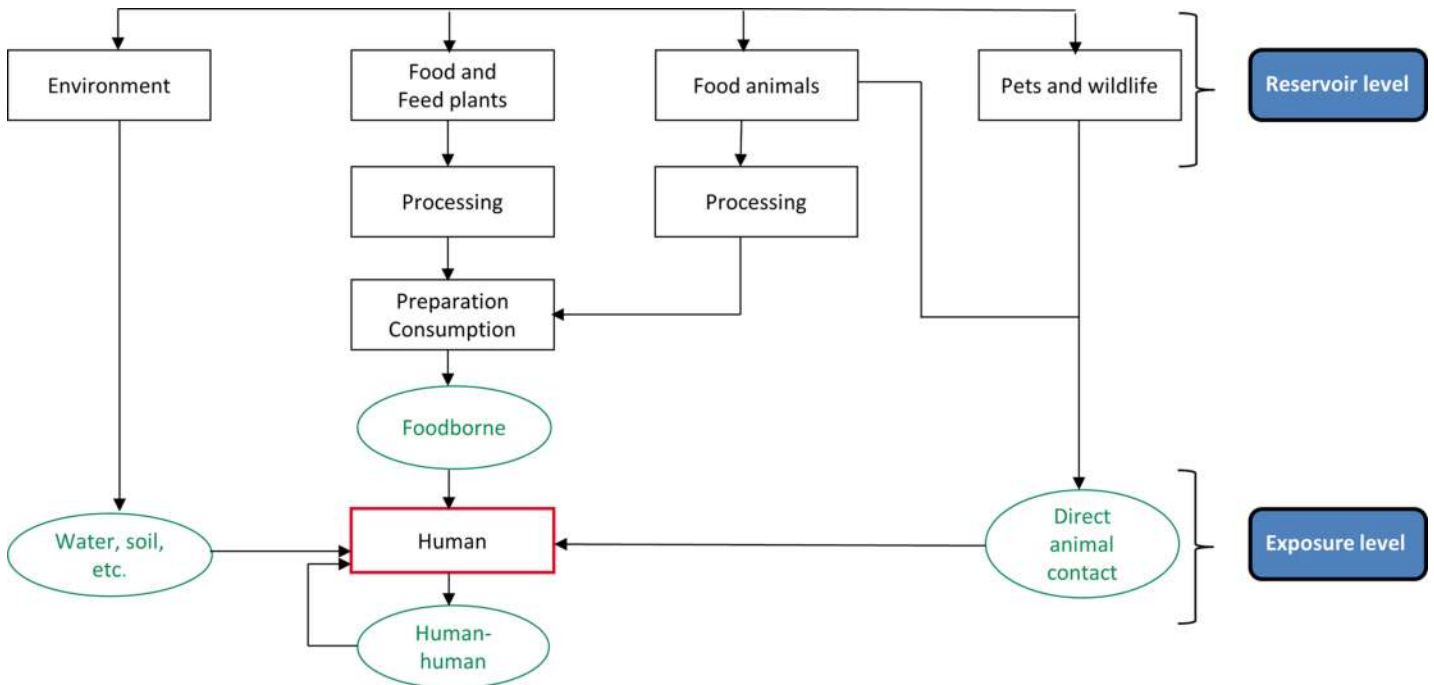 Environment
Food and
Feed plants
Food animals
Pets and wildlife
Reservoir level
Processing
Processing
Preparation
Consumption
Foodborne
Water, soil,
etc.
Human
Direct
animal
contact
Exposure level
Human-
human